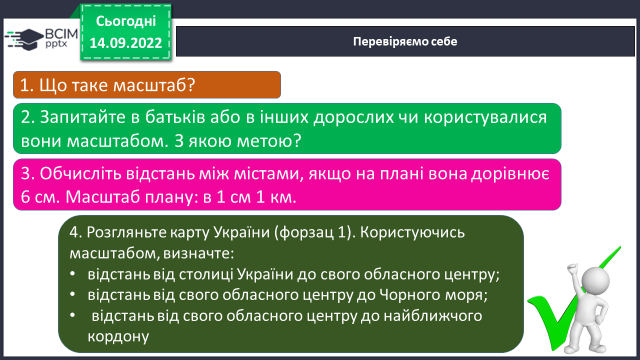 Сьогодні
14.09.2022
BCIM
pptx
Перевіряємо себе
1. Що таке масштаб?
2. Запитайте в батьків або в інших дорослих чи користувалися
вони масштабом. З якою метою?
3. Обчисліть відстань між містами, якщо на плані вона дорівнює
6 см. Масштаб плану: в 1 см 1 км.
4. Розгляньте карту України (форзац 1). Користуючись
масштабом, визначте:
• відстань від столиці України до свого обласного центру;
• відстань від свого обласного центру до Чорного моря;
• відстань від свого обласного центру до найближчого
кордону